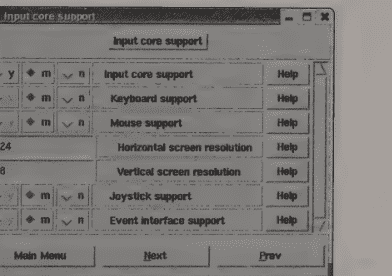 Input core support
Input core support
y m n Input core support Help
y m n Keyboard support Help
y m n Mouse support Help
24 Horizontal screen resolution Help
8 Vertical screen resolution Help
y m n Joystick support Help
y m n Event interface support Help
Main Menu Next Prev